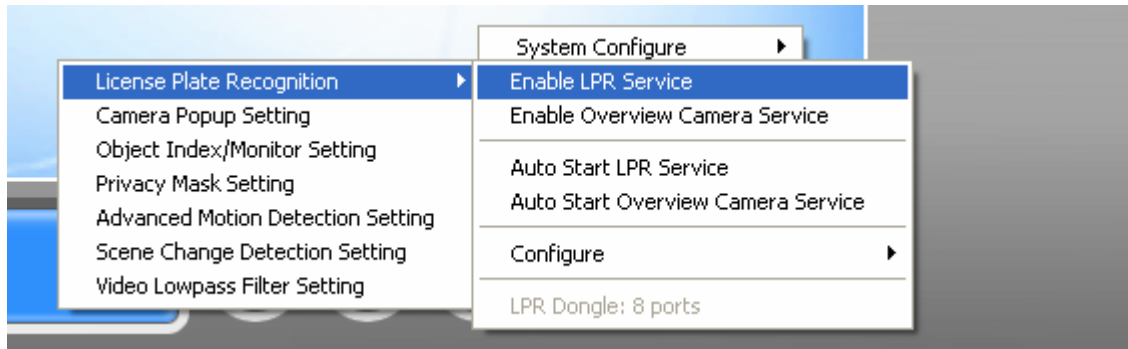 System Configure
License Plate Recognition
Camera Popup Setting
Object Index/Monitor Setting
Privacy Mask Setting
Advanced Motion Detection Setting
Scene Change Detection Setting
Video Lowpass Filter Setting
Enable LPR Service
Enable Overview Camera Service
Auto Start LPR Service
Auto Start Overview Camera Service
Configure
LPR Dongle: 8 ports